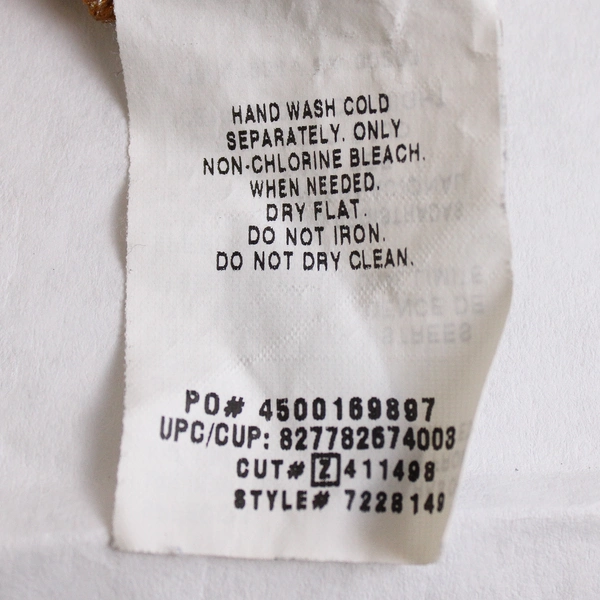 HAND WASH COLD
SEPARATELY. ONLY
NON-CHLORINE BLEACH.
WHEN NEEDED.
DRY FLAT.
DO NOT IRON.
DO NOT DRY CLEAN.
PO# 4500169897
UPC/CUP: 827782674003
CUT# Z 411498
STYLE# 7228149